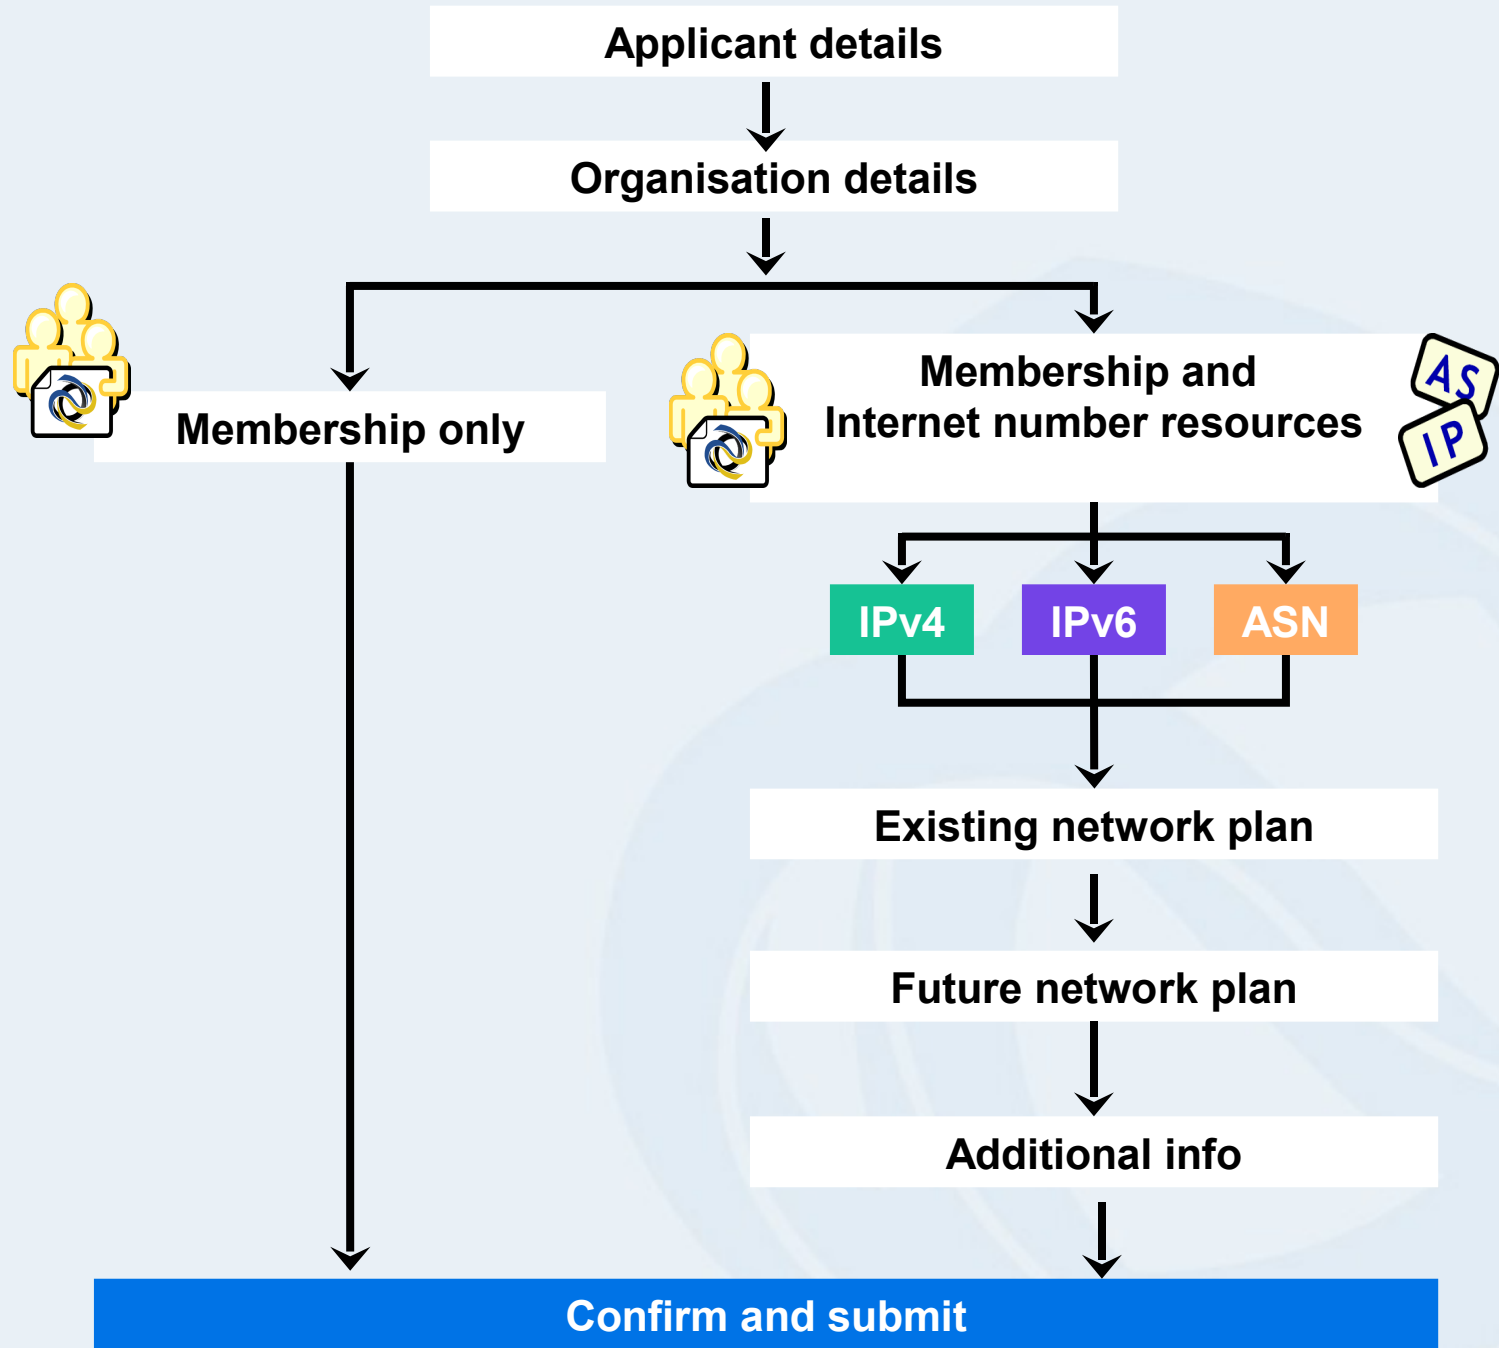 Applicant details
Organisation details
Membership only
Membership and
Internet number resources
AS
IP
IPv4
IPv6
ASN
Existing network plan
Future network plan
Additional info
Confirm and submit